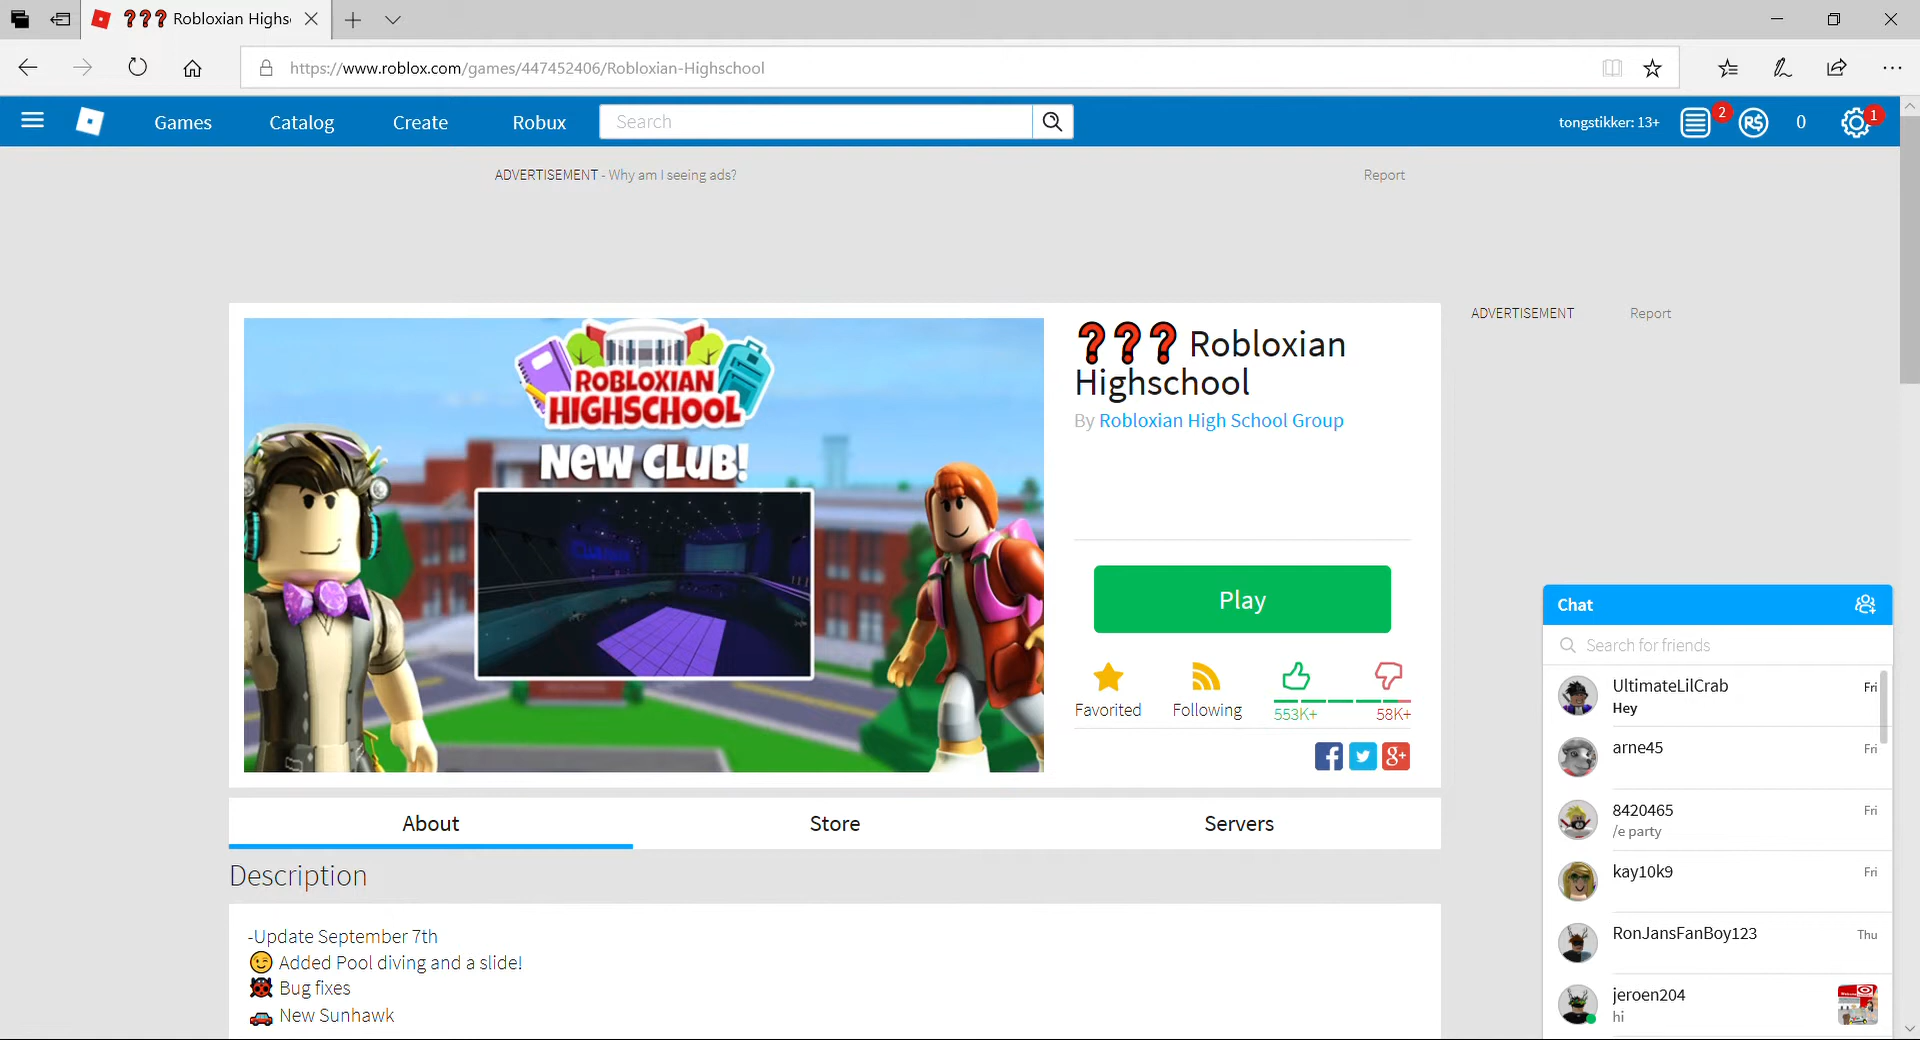 ❓❓❓ Robloxian Highs
https://www.roblox.com/games/447452406/Robloxian-Highschool
Games Catalog Create Robux Search tongstikker: 13+ 2 R$ 0 1
ADVERTISEMENT - Why am I seeing ads? Report
ROBLOXIAN
HIGHSCHOOL
NEW CLUB!
❓❓❓ Robloxian
Highschool
By Robloxian High School Group
Play
Favorited Following 553K+ 58K+
ADVERTISEMENT Report
About Store Servers
Description
-Update September 7th
😉 Added Pool diving and a slide!
🐞 Bug fixes
🚗 New Sunhawk
Chat
Search for friends
UltimateLilCrab Fri
Hey
arne45 Fri
8420465 Fri
/e party
kay10k9 Fri
RonJansFanBoy123 Thu
jeroen204
hi